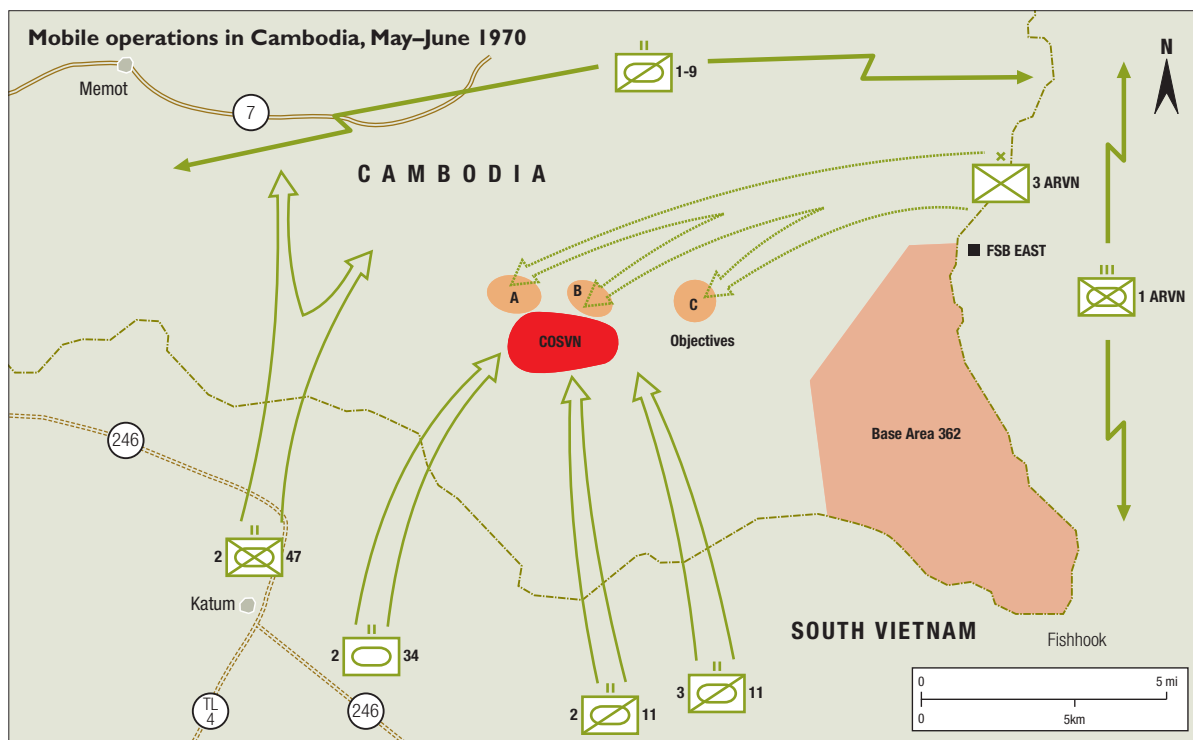 Mobile operations in Cambodia, May–June 1970
1-9
N
Memot
7
CAMBODIA
3 ARVN
FSB EAST
A
B
C
1 ARVN
COSVN
Objectives
246
Base Area 362
2
47
Katum
SOUTH VIETNAM
Fishhook
2
34
3
11
0
5 mi
TL
4
246
2
11
0
5km